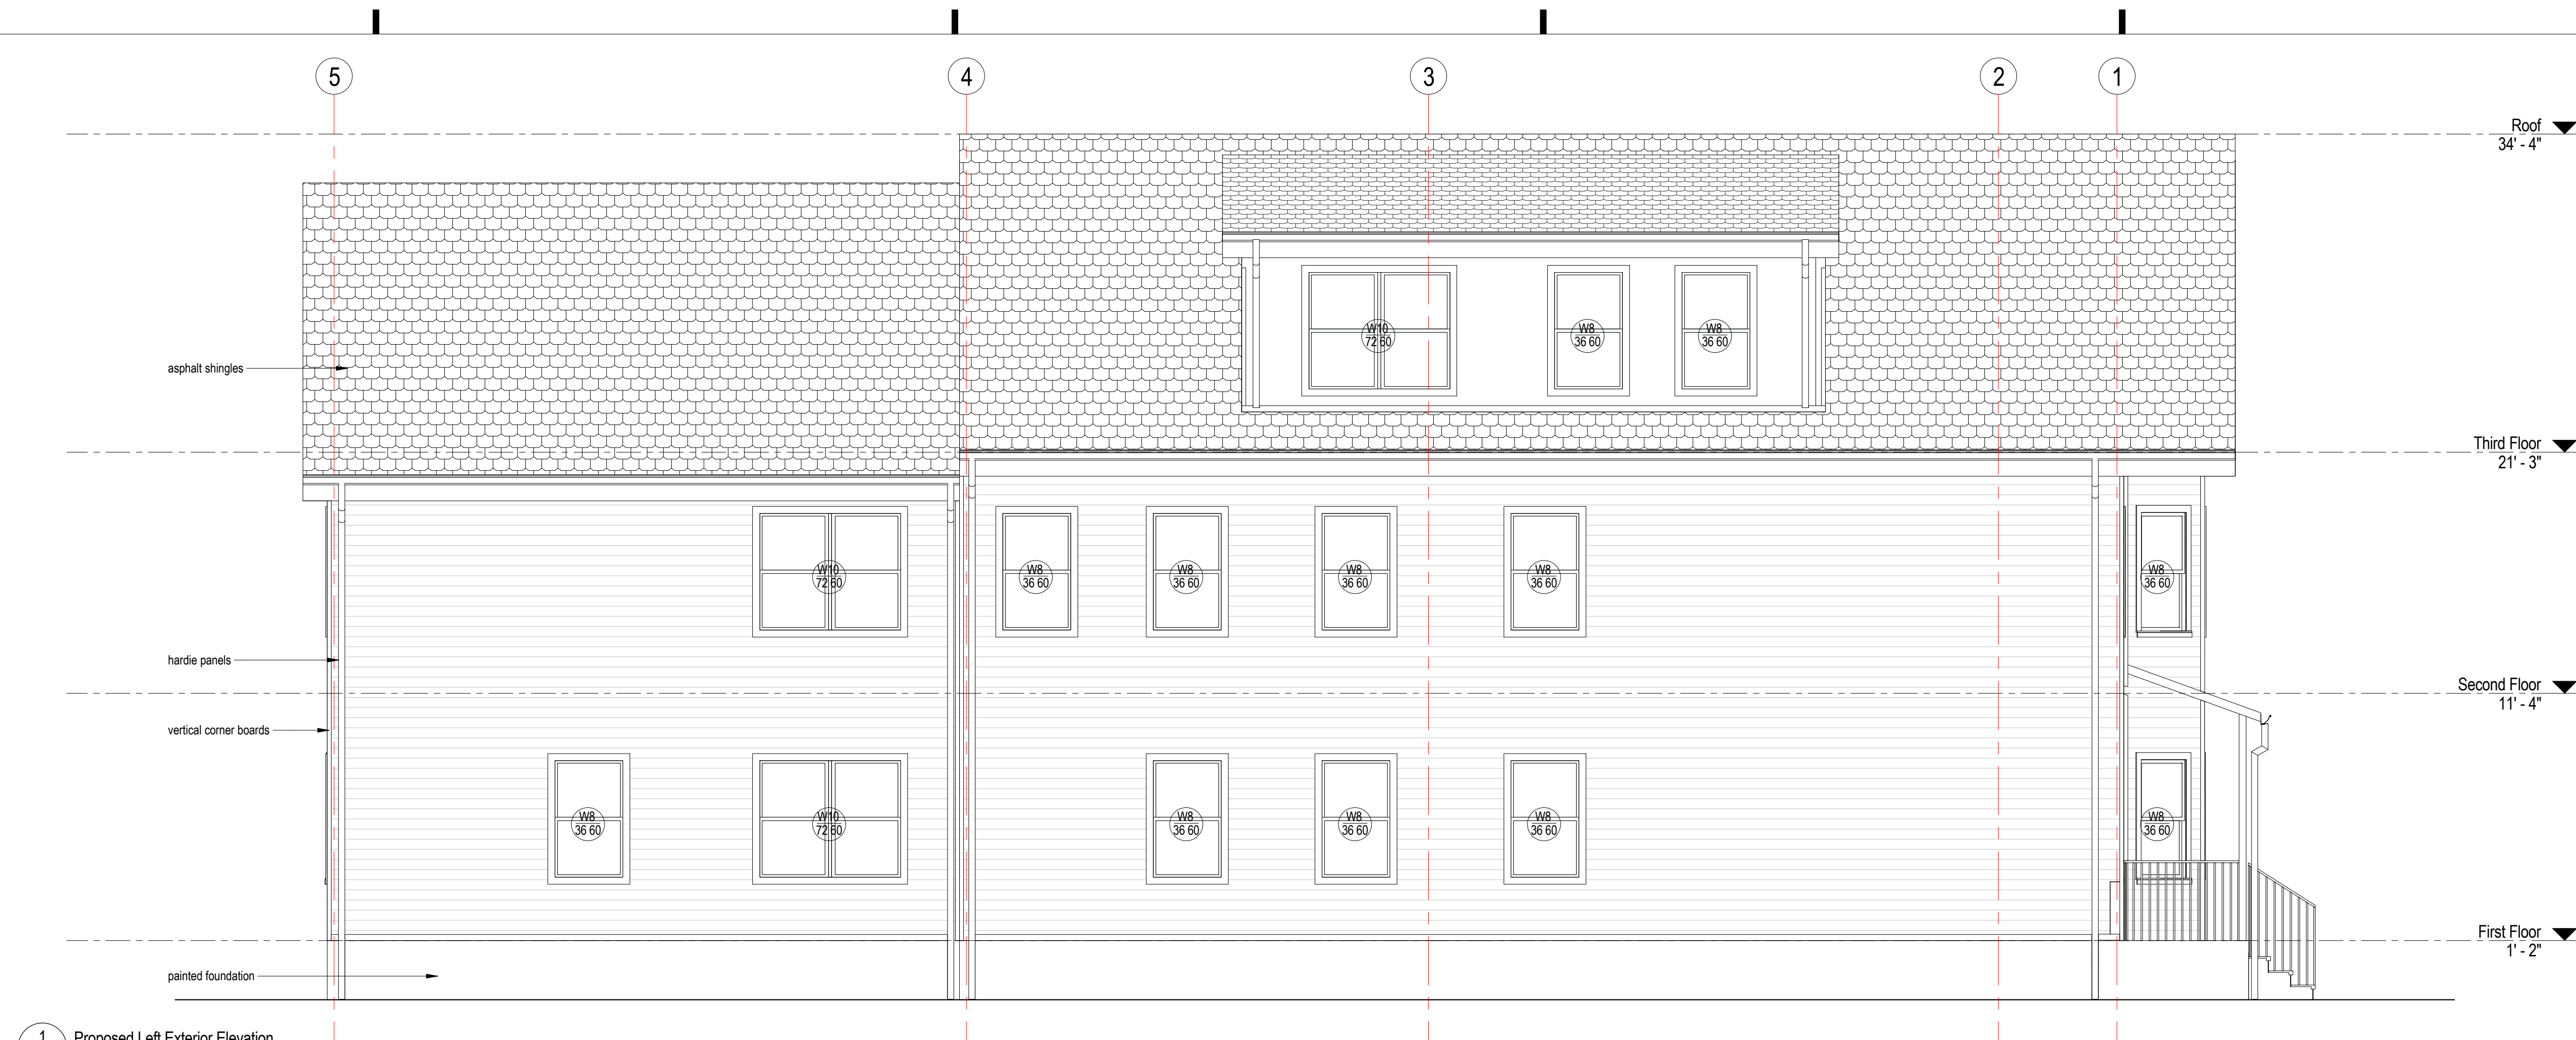 5
4
3
2
1
Roof
34' - 4"
W10
72 60
W8
36 60
W8
36 60
asphalt shingles
Third Floor
21' - 3"
W10
72 60
W8
36 60
W8
36 60
W8
36 60
W8
36 60
W8
36 60
hardie panels
Second Floor
11' - 4"
vertical corner boards
W8
36 60
W10
72 60
W8
36 60
W8
36 60
W8
36 60
W8
36 60
First Floor
1' - 2"
painted foundation
1
Proposed Left Exterior Elevation